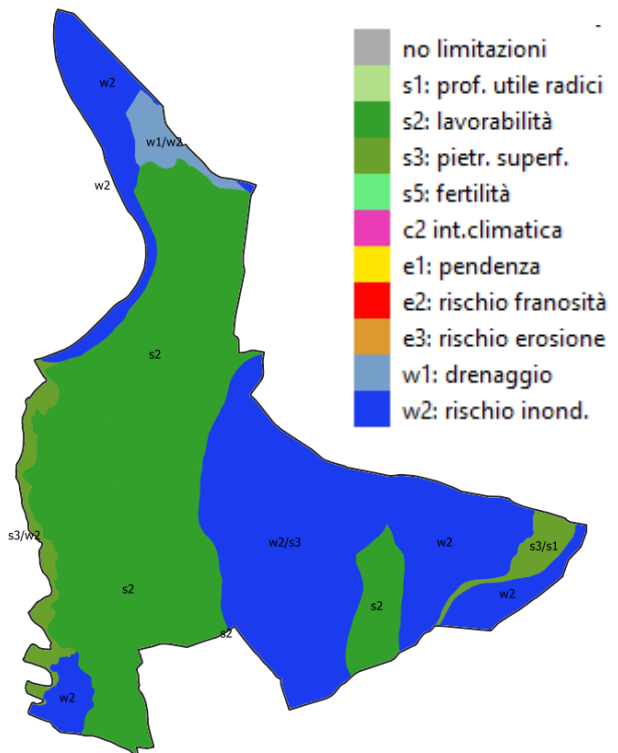 no limitazioni
s1: prof. utile radici
s2: lavorabilità
s3: pietr. superf.
s5: fertilità
c2 int.climatica
e1: pendenza
e2: rischio franosità
e3: rischio erosione
w1: drenaggio
w2: rischio inond.
w2
w1/w2
w2
s2
s3/w2
w2/s3
w2
s3/s1
s2
s2
w2
s2
w2